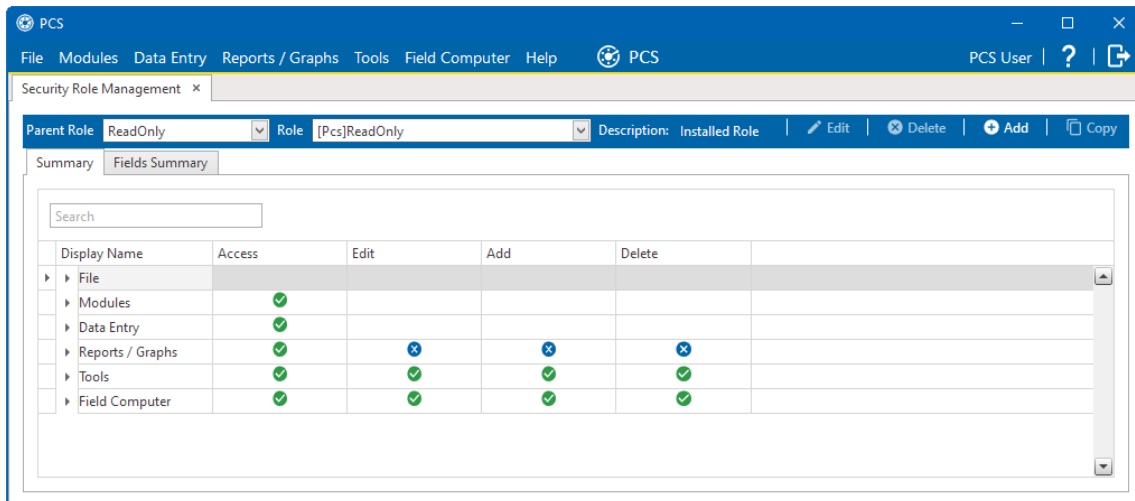 PCS
File Modules Data Entry Reports / Graphs Tools Field Computer Help PCS PCS User ?
Security Role Management ×
Parent Role ReadOnly Role [Pcs]ReadOnly Description: Installed Role Edit Delete Add Copy
Summary Fields Summary
Search
Display Name Access Edit Add Delete
File
Modules
Data Entry
Reports / Graphs
Tools
Field Computer